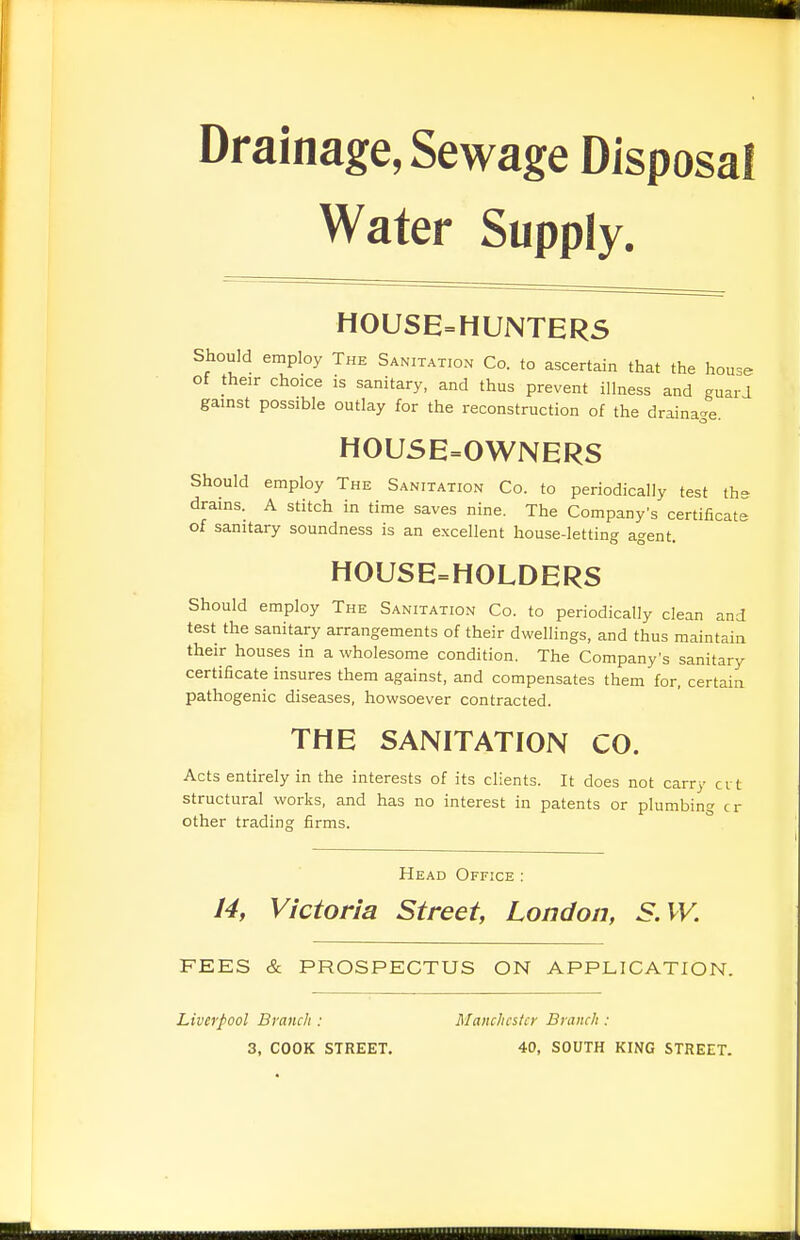 Drainage, Sewage Disposal
Water Supply.
HOUSE=HUNTERS
Should employ The Sanitation Co. to ascertain that the house
of their choice is sanitary, and thus prevent illness and guard
gainst possible outlay for the reconstruction of the drainage.
HOUSE=OWNERS
Should employ The Sanitation Co. to periodically test the
drains. A stitch in time saves nine. The Company's certificate
of sanitary soundness is an excellent house-letting agent.
HOUSE=HOLDERS
Should employ The Sanitation Co. to periodically clean and
test the sanitary arrangements of their dwellings, and thus maintain
their houses in a wholesome condition. The Company's sanitary
certificate insures them against, and compensates them for, certain
pathogenic diseases, howsoever contracted.
THE SANITATION CO.
Acts entirely in the interests of its clients. It does not carry out
structural works, and has no interest in patents or plumbing or
other trading firms.
Head Office :
14, Victoria Street, London, S.W.
FEES & PROSPECTUS ON APPLICATION.
Liverpool Branch : Manchester Branch :
3, COOK STREET. 40, SOUTH KING STREET.